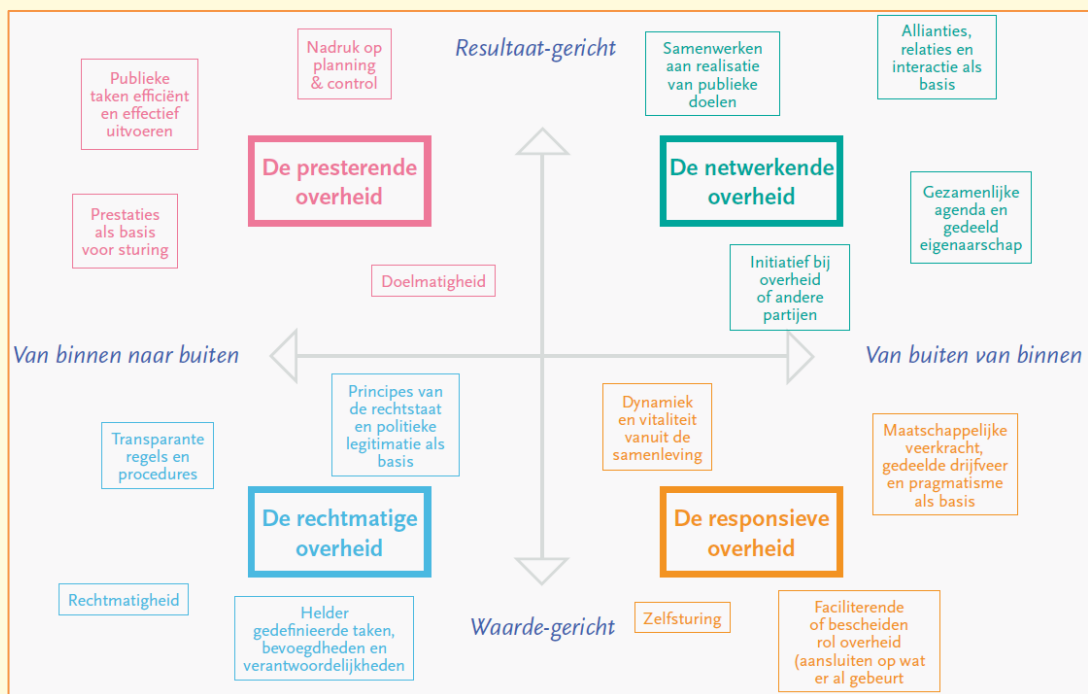 Nadruk op
planning
& control
Resultaat-gericht
Samenwerken
aan realisatie
van publieke
doelen
Allianties,
relaties en
interactie als
basis
Publieke
taken efficiënt
en effectief
uitvoeren
De presterende
overheid
De netwerkende
overheid
Prestaties
als basis
voor sturing
Gezamenlijke
agenda en
gedeeld
eigenaarschap
Doelmatigheid
Initiatief bij
overheid
of andere
partijen
Van binnen naar buiten
Van buiten van binnen
Principes van
de rechtstaat
en politieke
legitimatie als
basis
Dynamiek
en vitaliteit
vanuit de
samenleving
Transparante
regels en
procedures
Maatschappelijke
veerkracht,
gedeelde drijfveer
en pragmatisme
als basis
De rechtmatige
overheid
De responsieve
overheid
Rechtmatigheid
Helder
gedefinieerde taken,
bevoegdheden en
verantwoordelijkheden
Waarde-gericht
Zelfsturing
Faciliterende
of bescheiden
rol overheid
(aansluiten op wat
er al gebeurt